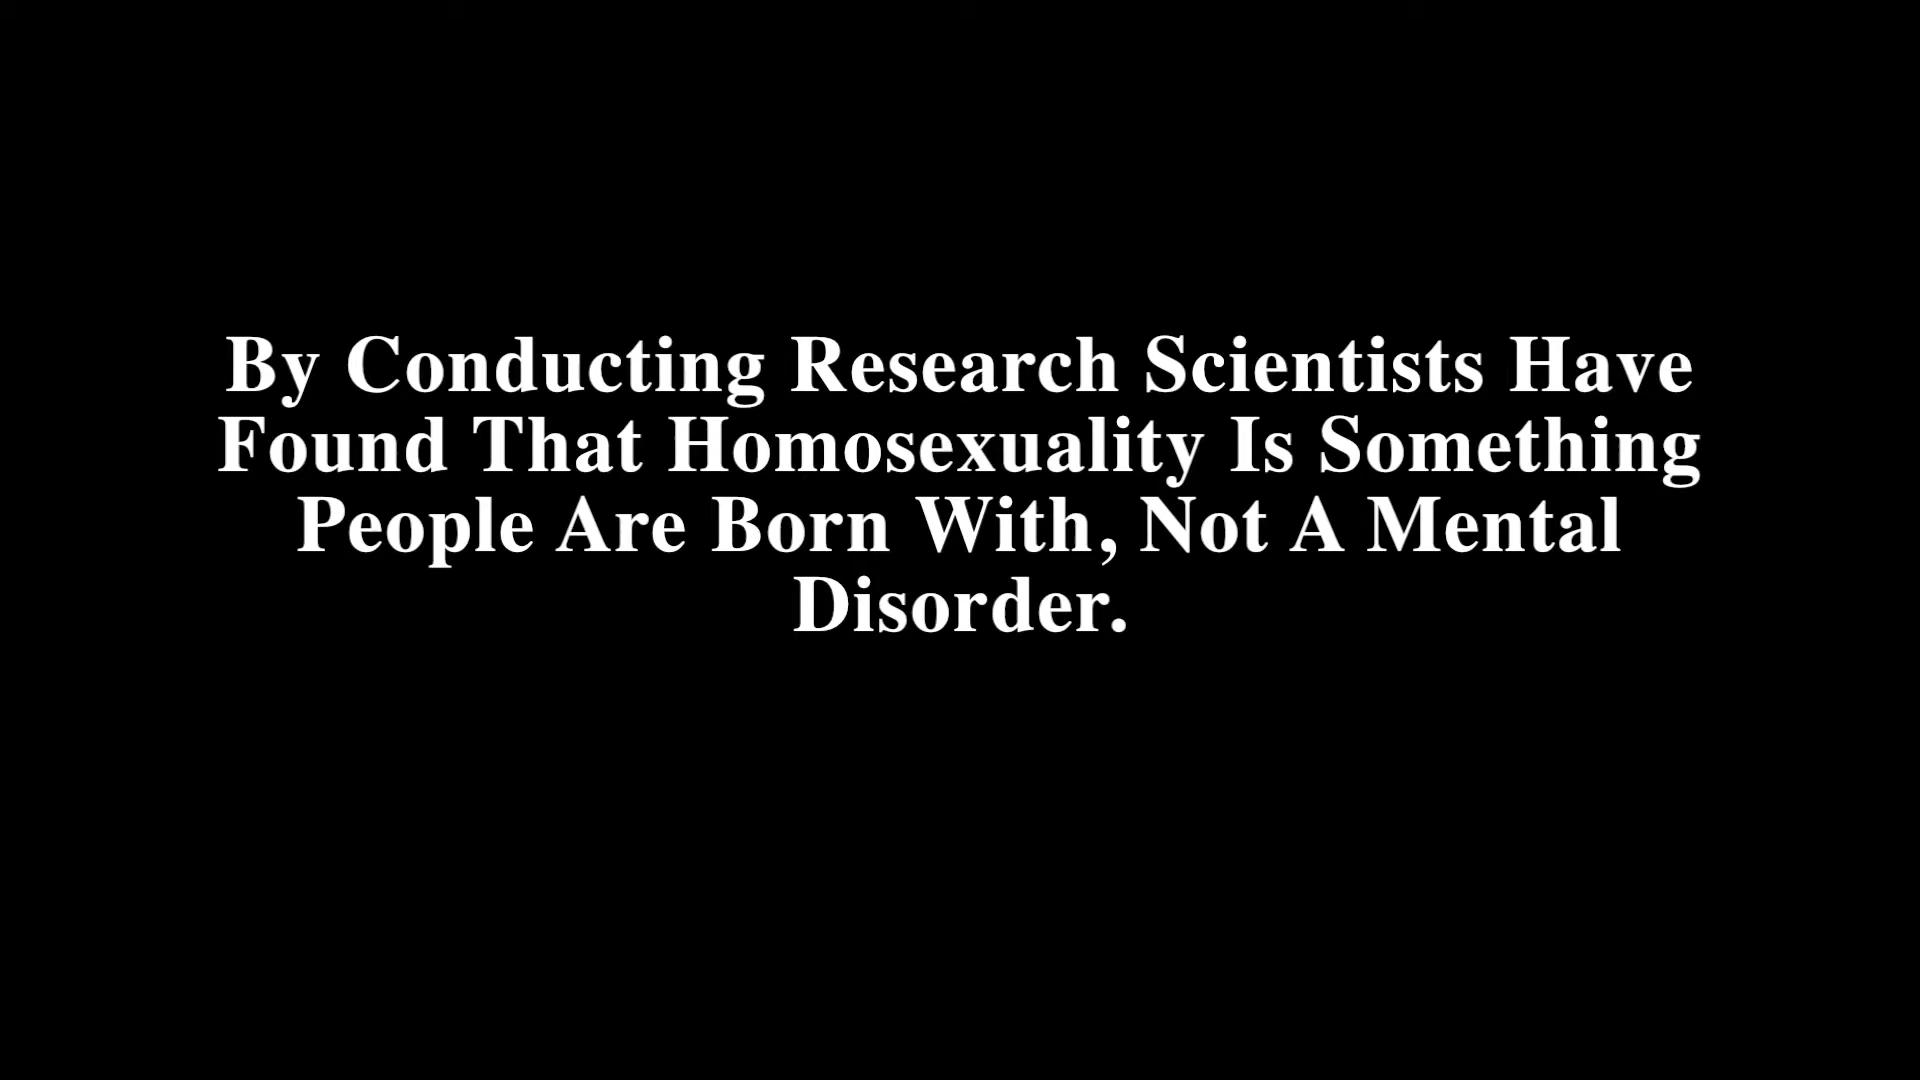 By Conducting Research Scientists Have
Found That Homosexuality Is Something
People Are Born With, Not A Mental
Disorder.